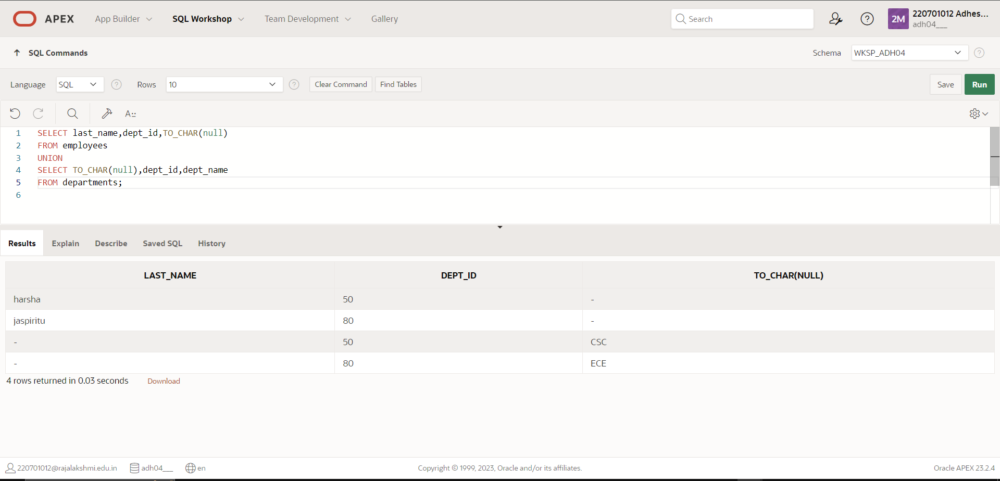 APEX App Builder SQL Workshop Team Development Gallery Search 2M 220701012 Adhes...
adh04___
SQL Commands Schema WKSP_ADH04
Language SQL Rows 10 Clear Command Find Tables Save Run
A::
1 SELECT last_name,dept_id,TO_CHAR(null)
2 FROM employees
3 UNION
4 SELECT TO_CHAR(null),dept_id,dept_name
5 FROM departments;
6
Results Explain Describe Saved SQL History
LAST_NAME DEPT_ID TO_CHAR(NULL)
harsha 50 -
jaspiritu 80 -
- 50 CSC
- 80 ECE
4 rows returned in 0.03 seconds Download
220701012@rajalakshmi.edu.in adh04___ en Copyright © 1999, 2023, Oracle and/or its affiliates. Oracle APEX 23.2.4